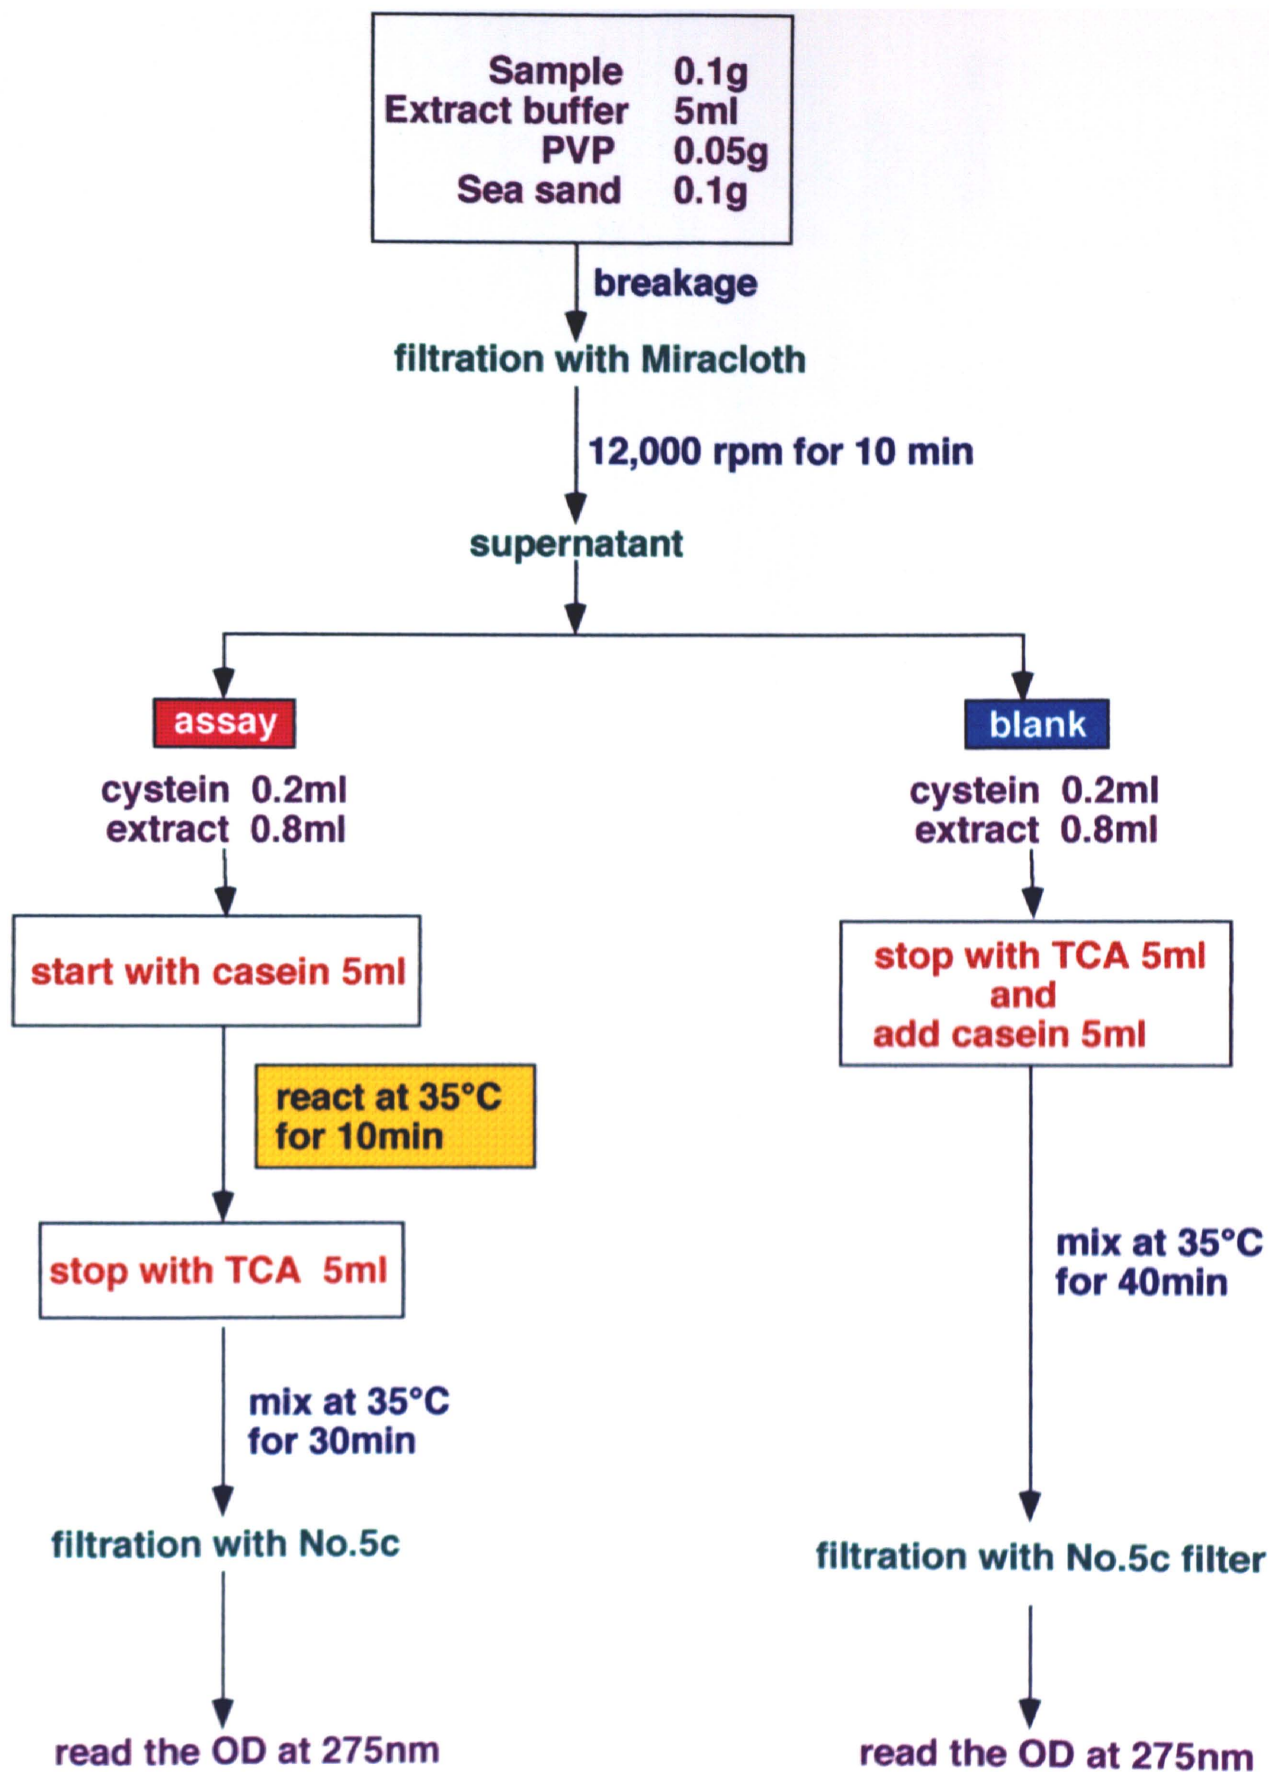 Sample 0.1g
Extract buffer 5ml
PVP 0.05g
Sea sand 0.1g
breakage
filtration with Miracloth
12,000 rpm for 10 min
supernatant
assay
cystein 0.2ml
extract 0.8ml
start with casein 5ml
react at 35°C
for 10min
stop with TCA 5ml
mix at 35°C
for 30min
filtration with No.5c
read the OD at 275nm
blank
cystein 0.2ml
extract 0.8ml
stop with TCA 5ml
and
add casein 5ml
mix at 35°C
for 40min
filtration with No.5c filter
read the OD at 275nm